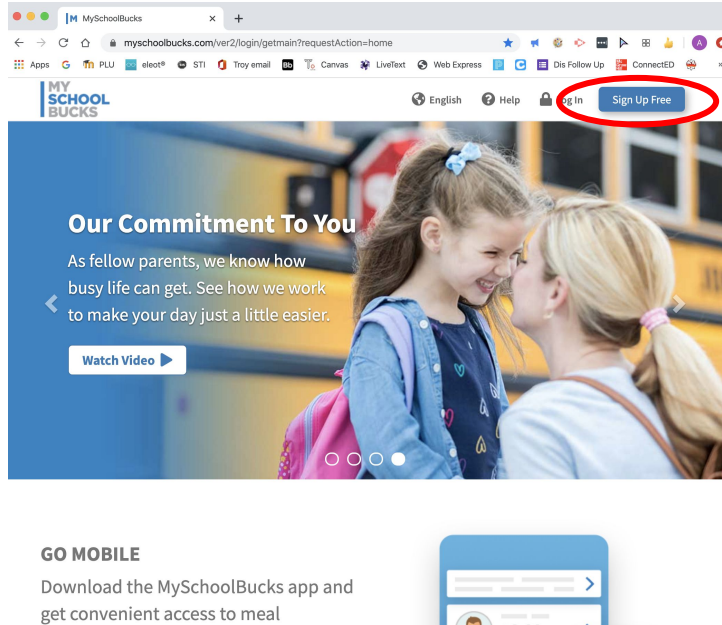 MySchoolBucks
myschoolbucks.com/ver2/login/getmain?requestAction=home
Apps G PLU eleot® STI Troy email Bb Canvas LiveText Web Express Dis Follow Up ConnectED
MY
SCHOOL
BUCKS
English Help Log In Sign Up Free
Our Commitment To You
As fellow parents, we know how
busy life can get. See how we work
to make your day just a little easier.
Watch Video
GO MOBILE
Download the MySchoolBucks app and
get convenient access to meal